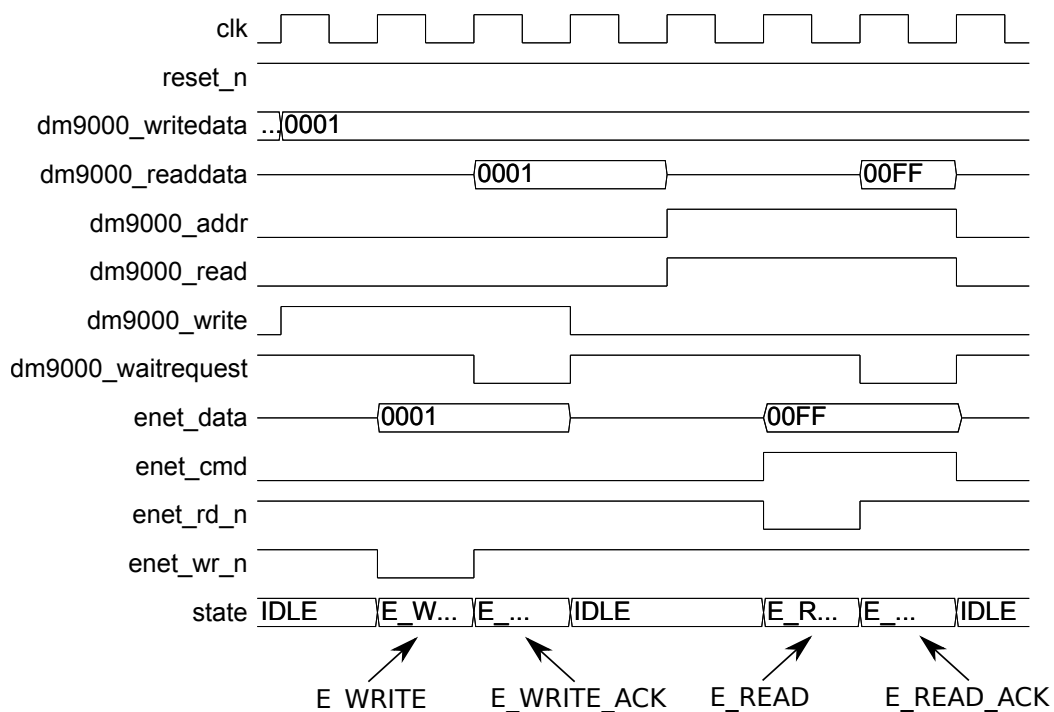 clk
reset_n
dm9000_writedata ...0001
dm9000_readdata 0001 00FF
dm9000_addr
dm9000_read
dm9000_write
dm9000_waitrequest
enet_data 0001 00FF
enet_cmd
enet_rd_n
enet_wr_n
state IDLE E_W... E_... IDLE E_R... E_... IDLE
E_WRITE E_WRITE_ACK E_READ E_READ_ACK